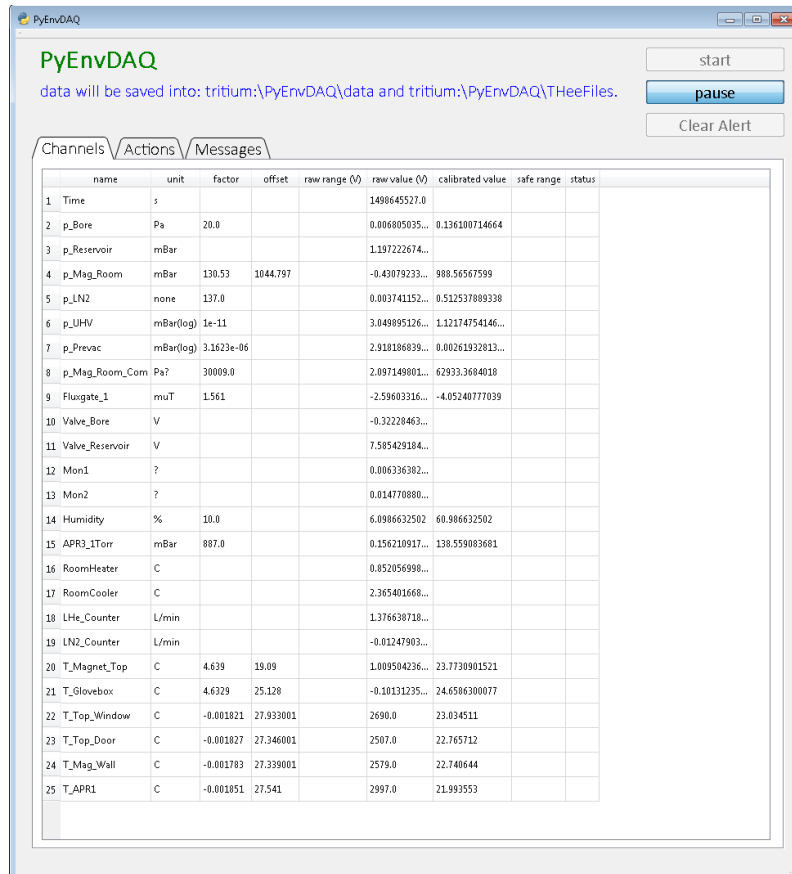 PyEnvDAQ
PyEnvDAQ
start
data will be saved into: tritium:\PyEnvDAQ\data and tritium:\PyEnvDAQ\THeeFiles.
pause
Clear Alert
Channels Actions Messages
name unit factor offset raw range (V) raw value (V) calibrated value safe range status
1 Time s 1498645527.0
2 p_Bore Pa 20.0 0.006805035... 0.136100714664
3 p_Reservoir mBar 1.197222674...
4 p_Mag_Room mBar 130.53 1044.797 -0.43079233... 988.56567599
5 p_LN2 none 137.0 0.003741152... 0.512537889338
6 p_UHV mBar(log) 1e-11 3.049895126... 1.12174754146...
7 p_Prevac mBar(log) 3.1623e-06 2.918186839... 0.00261932813...
8 p_Mag_Room_Com Pa? 30009.0 2.097149801... 62933.3684018
9 Fluxgate_1 muT 1.561 -2.59603316... -4.05240777039
10 Valve_Bore V -0.32228463...
11 Valve_Reservoir V 7.585429184...
12 Mon1 ? 0.006336382...
13 Mon2 ? 0.014770880...
14 Humidity % 10.0 6.0986632502 60.986632502
15 APR3_1Torr mBar 887.0 0.156210917... 138.559083681
16 RoomHeater C 0.852056998...
17 RoomCooler C 2.365401668...
18 LHe_Counter L/min 1.376638718...
19 LN2_Counter L/min -0.01247903...
20 T_Magnet_Top C 4.639 19.09 1.009504236... 23.7730901521
21 T_Glovebox C 4.6329 25.128 -0.10131235... 24.6586300077
22 T_Top_Window C -0.001821 27.933001 2690.0 23.034511
23 T_Top_Door C -0.001827 27.346001 2507.0 22.765712
24 T_Mag_Wall C -0.001783 27.339001 2579.0 22.740644
25 T_APR1 C -0.001851 27.541 2997.0 21.993553